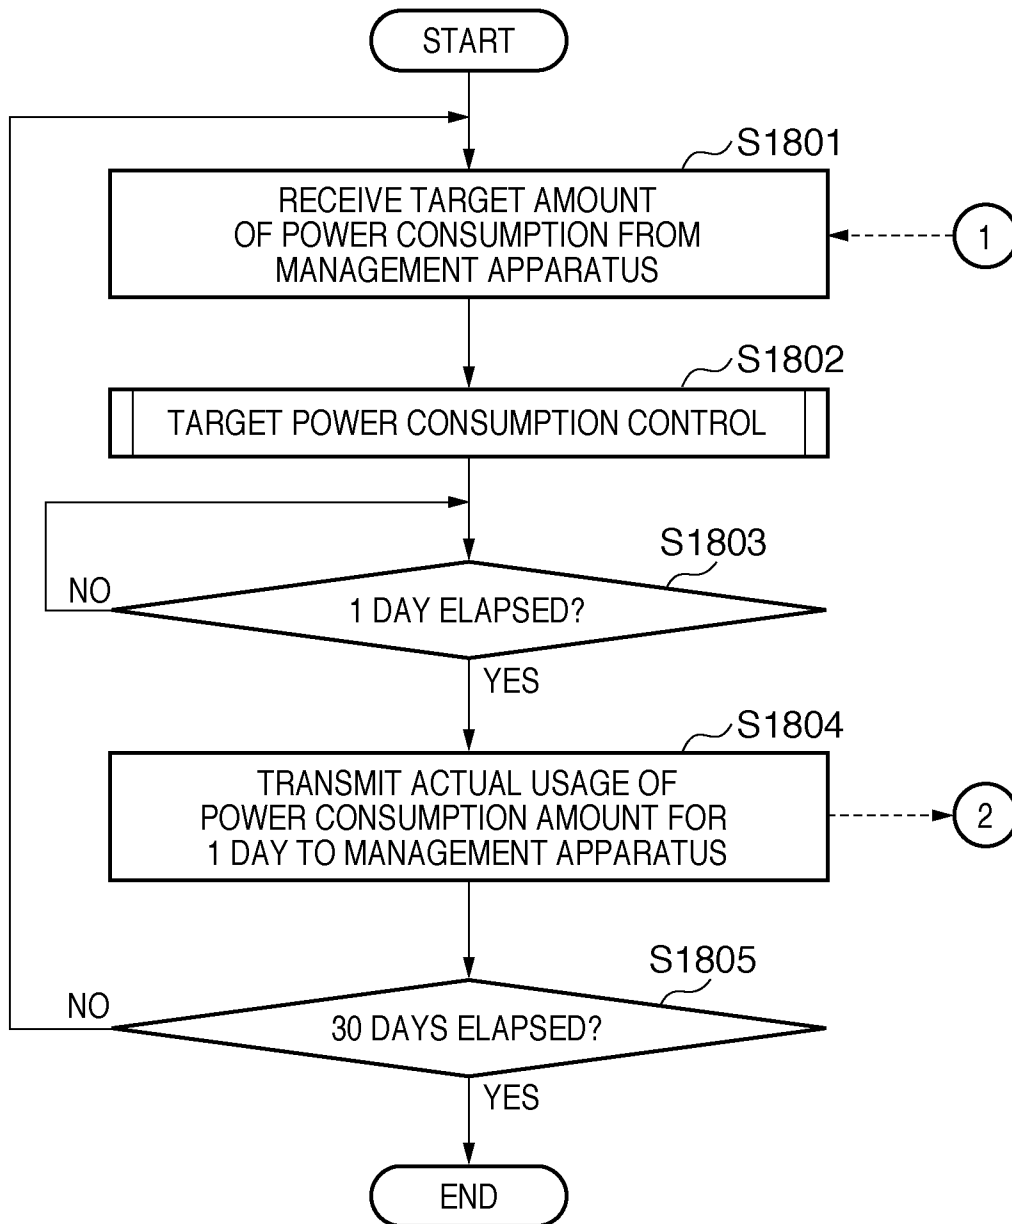 START
S1801
RECEIVE TARGET AMOUNT
OF POWER CONSUMPTION FROM
MANAGEMENT APPARATUS
1
S1802
TARGET POWER CONSUMPTION CONTROL
S1803
NO
1 DAY ELAPSED?
YES
S1804
TRANSMIT ACTUAL USAGE OF
POWER CONSUMPTION AMOUNT FOR
1 DAY TO MANAGEMENT APPARATUS
2
S1805
NO
30 DAYS ELAPSED?
YES
END